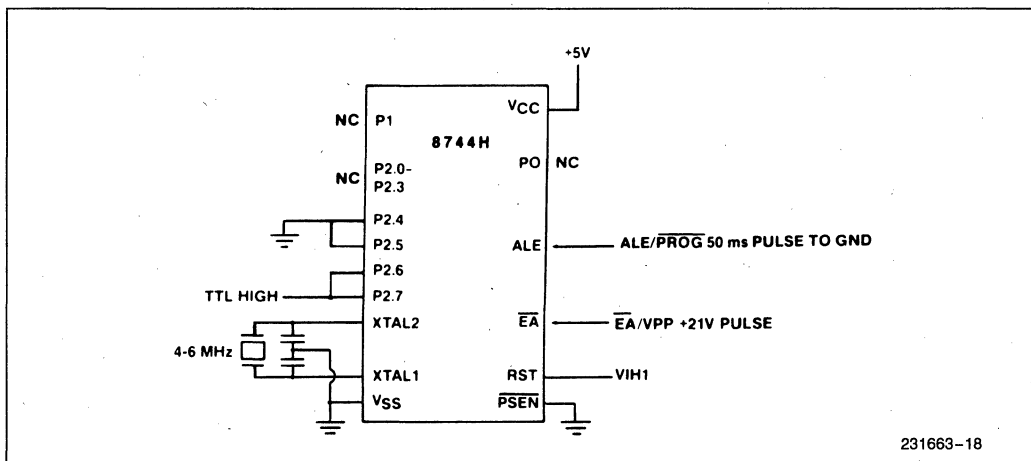 +5V
VCC
NC P1
8744H
PO NC
NC P2.0-
P2.3
P2.4
P2.5
ALE
ALE/PROG 50 ms PULSE TO GND
P2.6
TTL HIGH
P2.7
XTAL2
EA
EA/VPP +21V PULSE
4-6 MHz
XTAL1
RST
VIH1
VSS
PSEN
231663-18